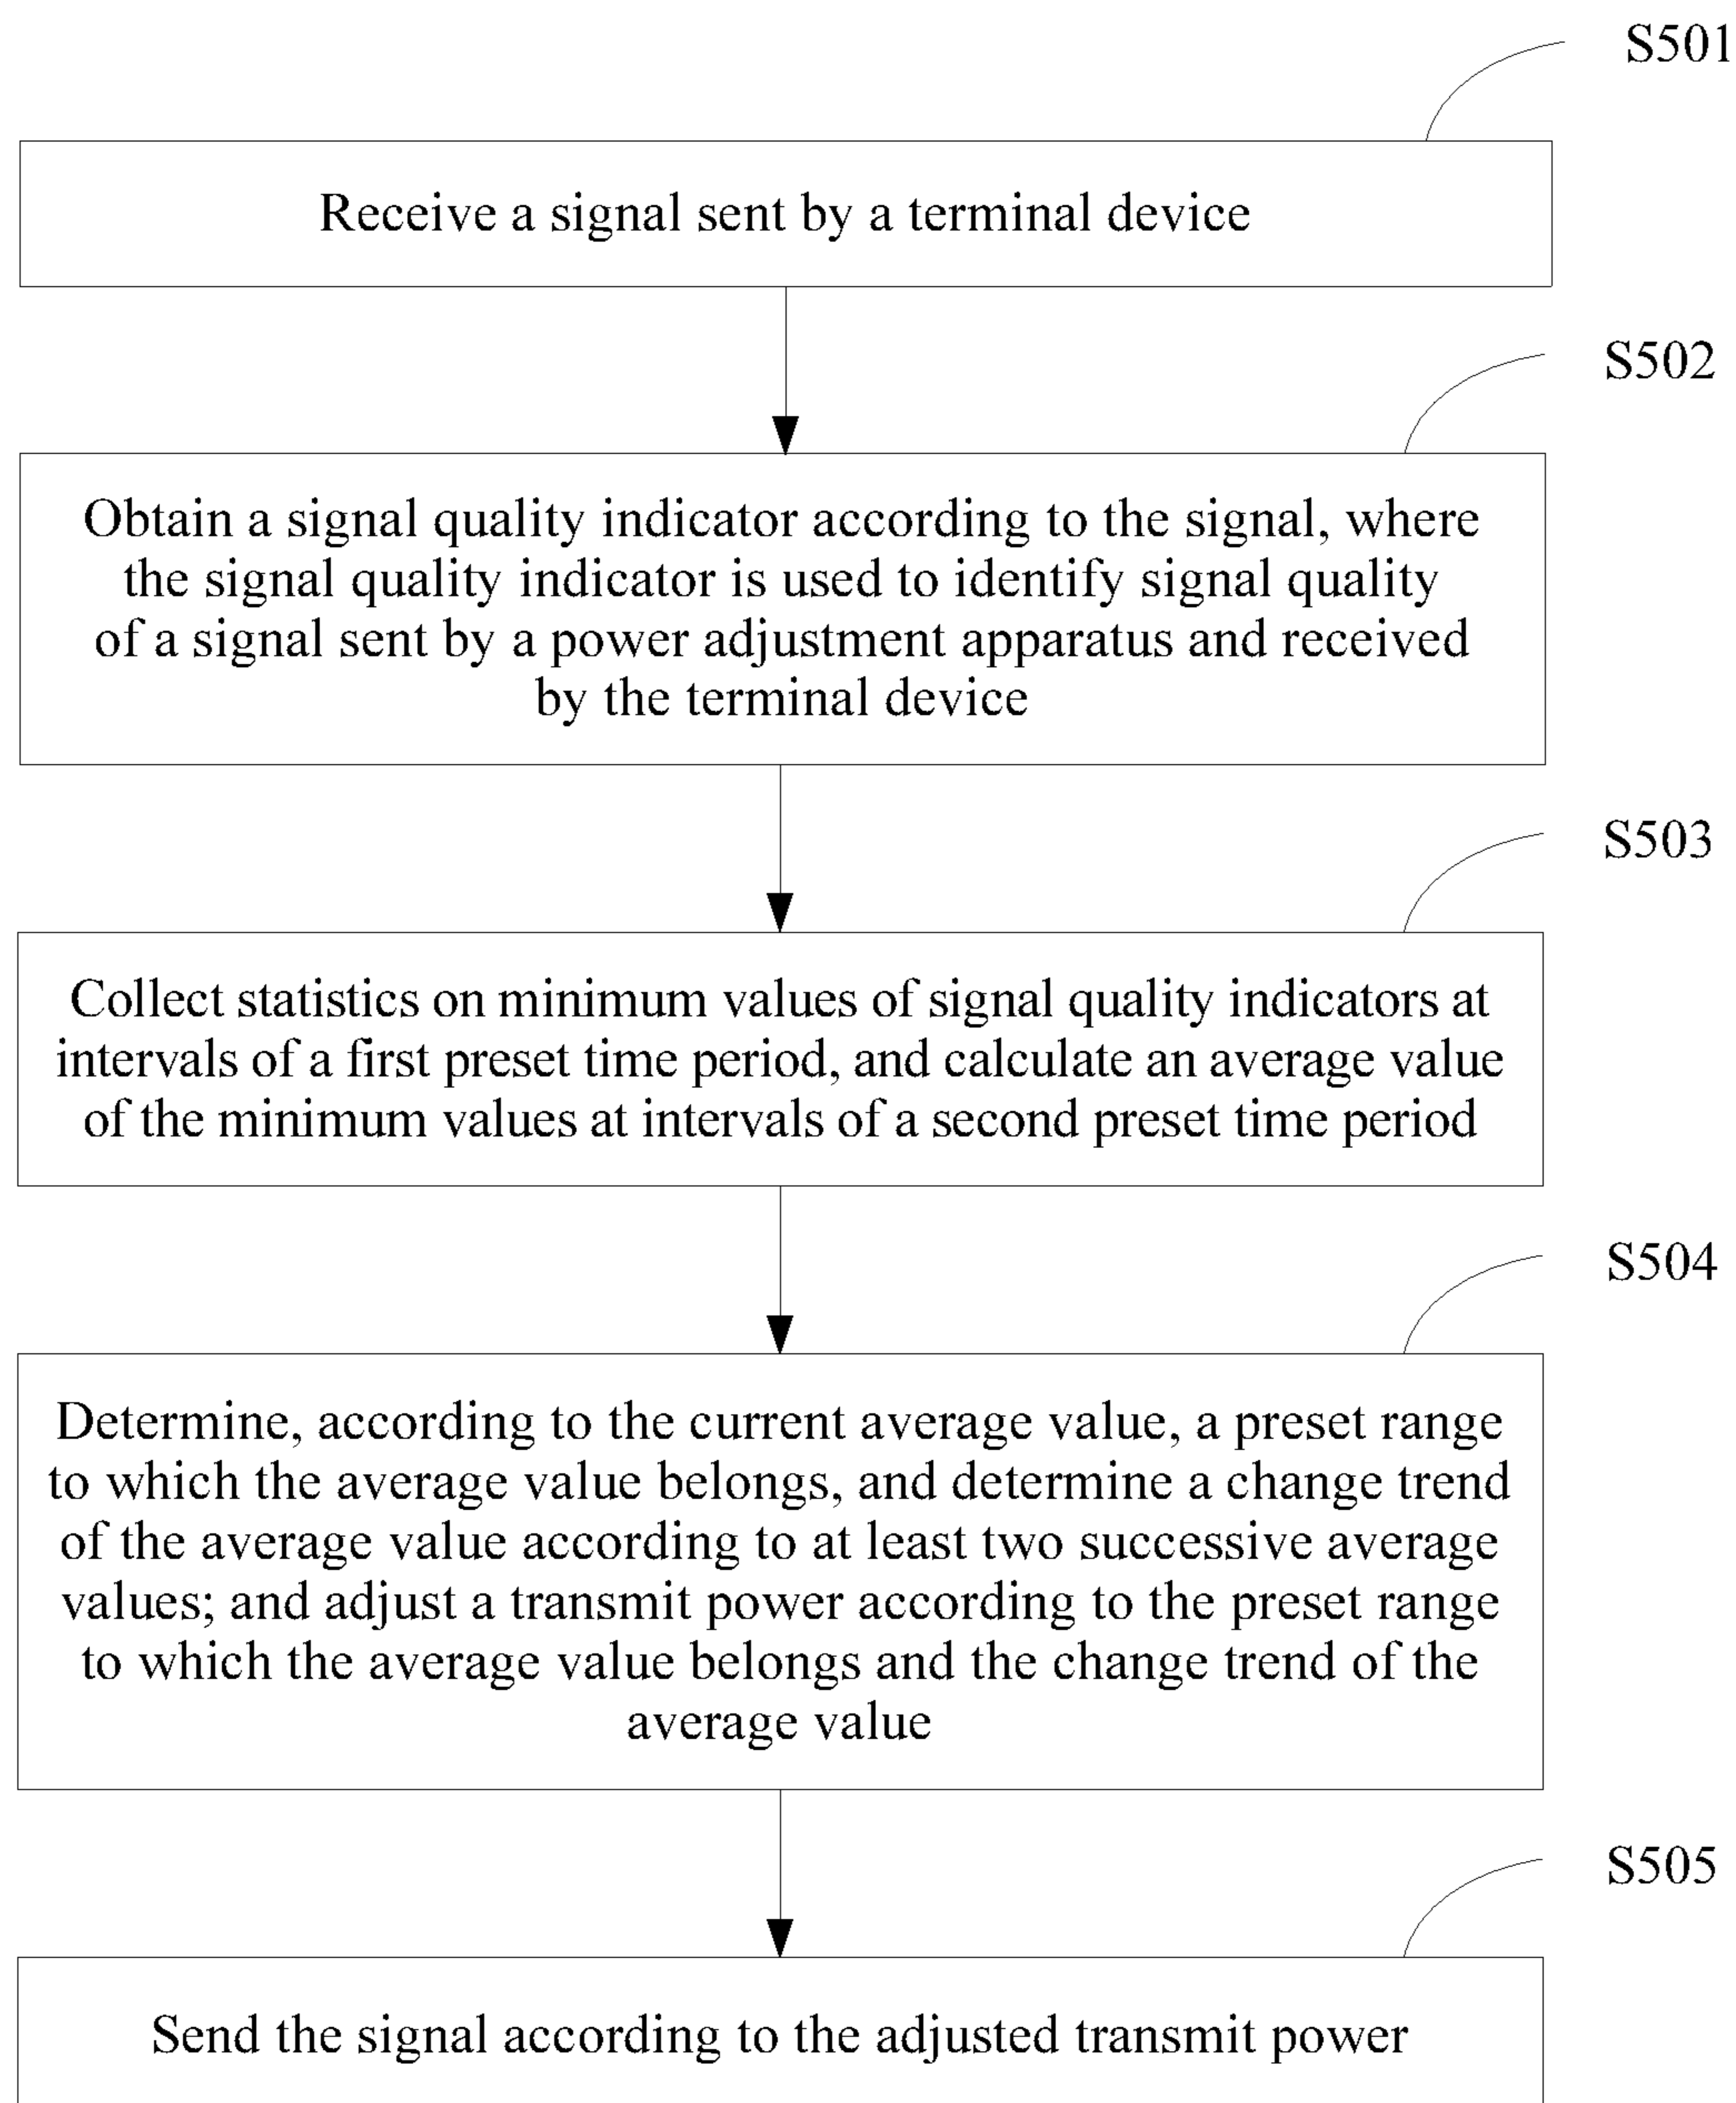 S501
Receive a signal sent by a terminal device
S502
Obtain a signal quality indicator according to the signal, where
the signal quality indicator is used to identify signal quality
of a signal sent by a power adjustment apparatus and received
by the terminal device
S503
Collect statistics on minimum values of signal quality indicators at
intervals of a first preset time period, and calculate an average value
of the minimum values at intervals of a second preset time period
S504
Determine, according to the current average value, a preset range
to which the average value belongs, and determine a change trend
of the average value according to at least two successive average
values; and adjust a transmit power according to the preset range
to which the average value belongs and the change trend of the
average value
S505
Send the signal according to the adjusted transmit power